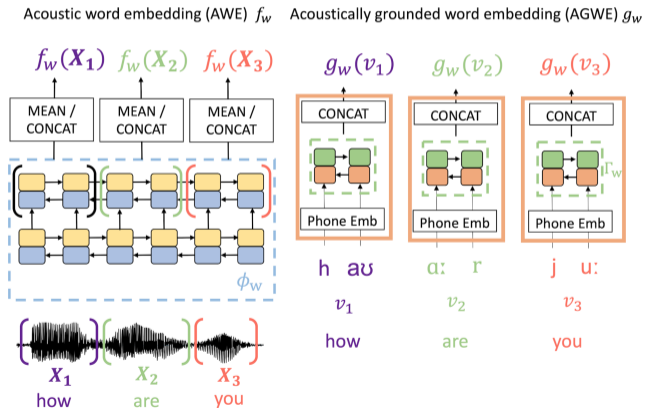 Acoustic word embedding (AWE) f_w
f_w(X_1) f_w(X_2) f_w(X_3)
MEAN / CONCAT
MEAN / CONCAT
MEAN / CONCAT
ϕ_w
X_1 X_2 X_3
how are you
Acoustically grounded word embedding (AGWE) g_w
g_w(v_1) g_w(v_2) g_w(v_3)
CONCAT CONCAT CONCAT
Γ_w
Phone Emb Phone Emb Phone Emb
h aʊ ɑː r j uː
v_1 v_2 v_3
how are you